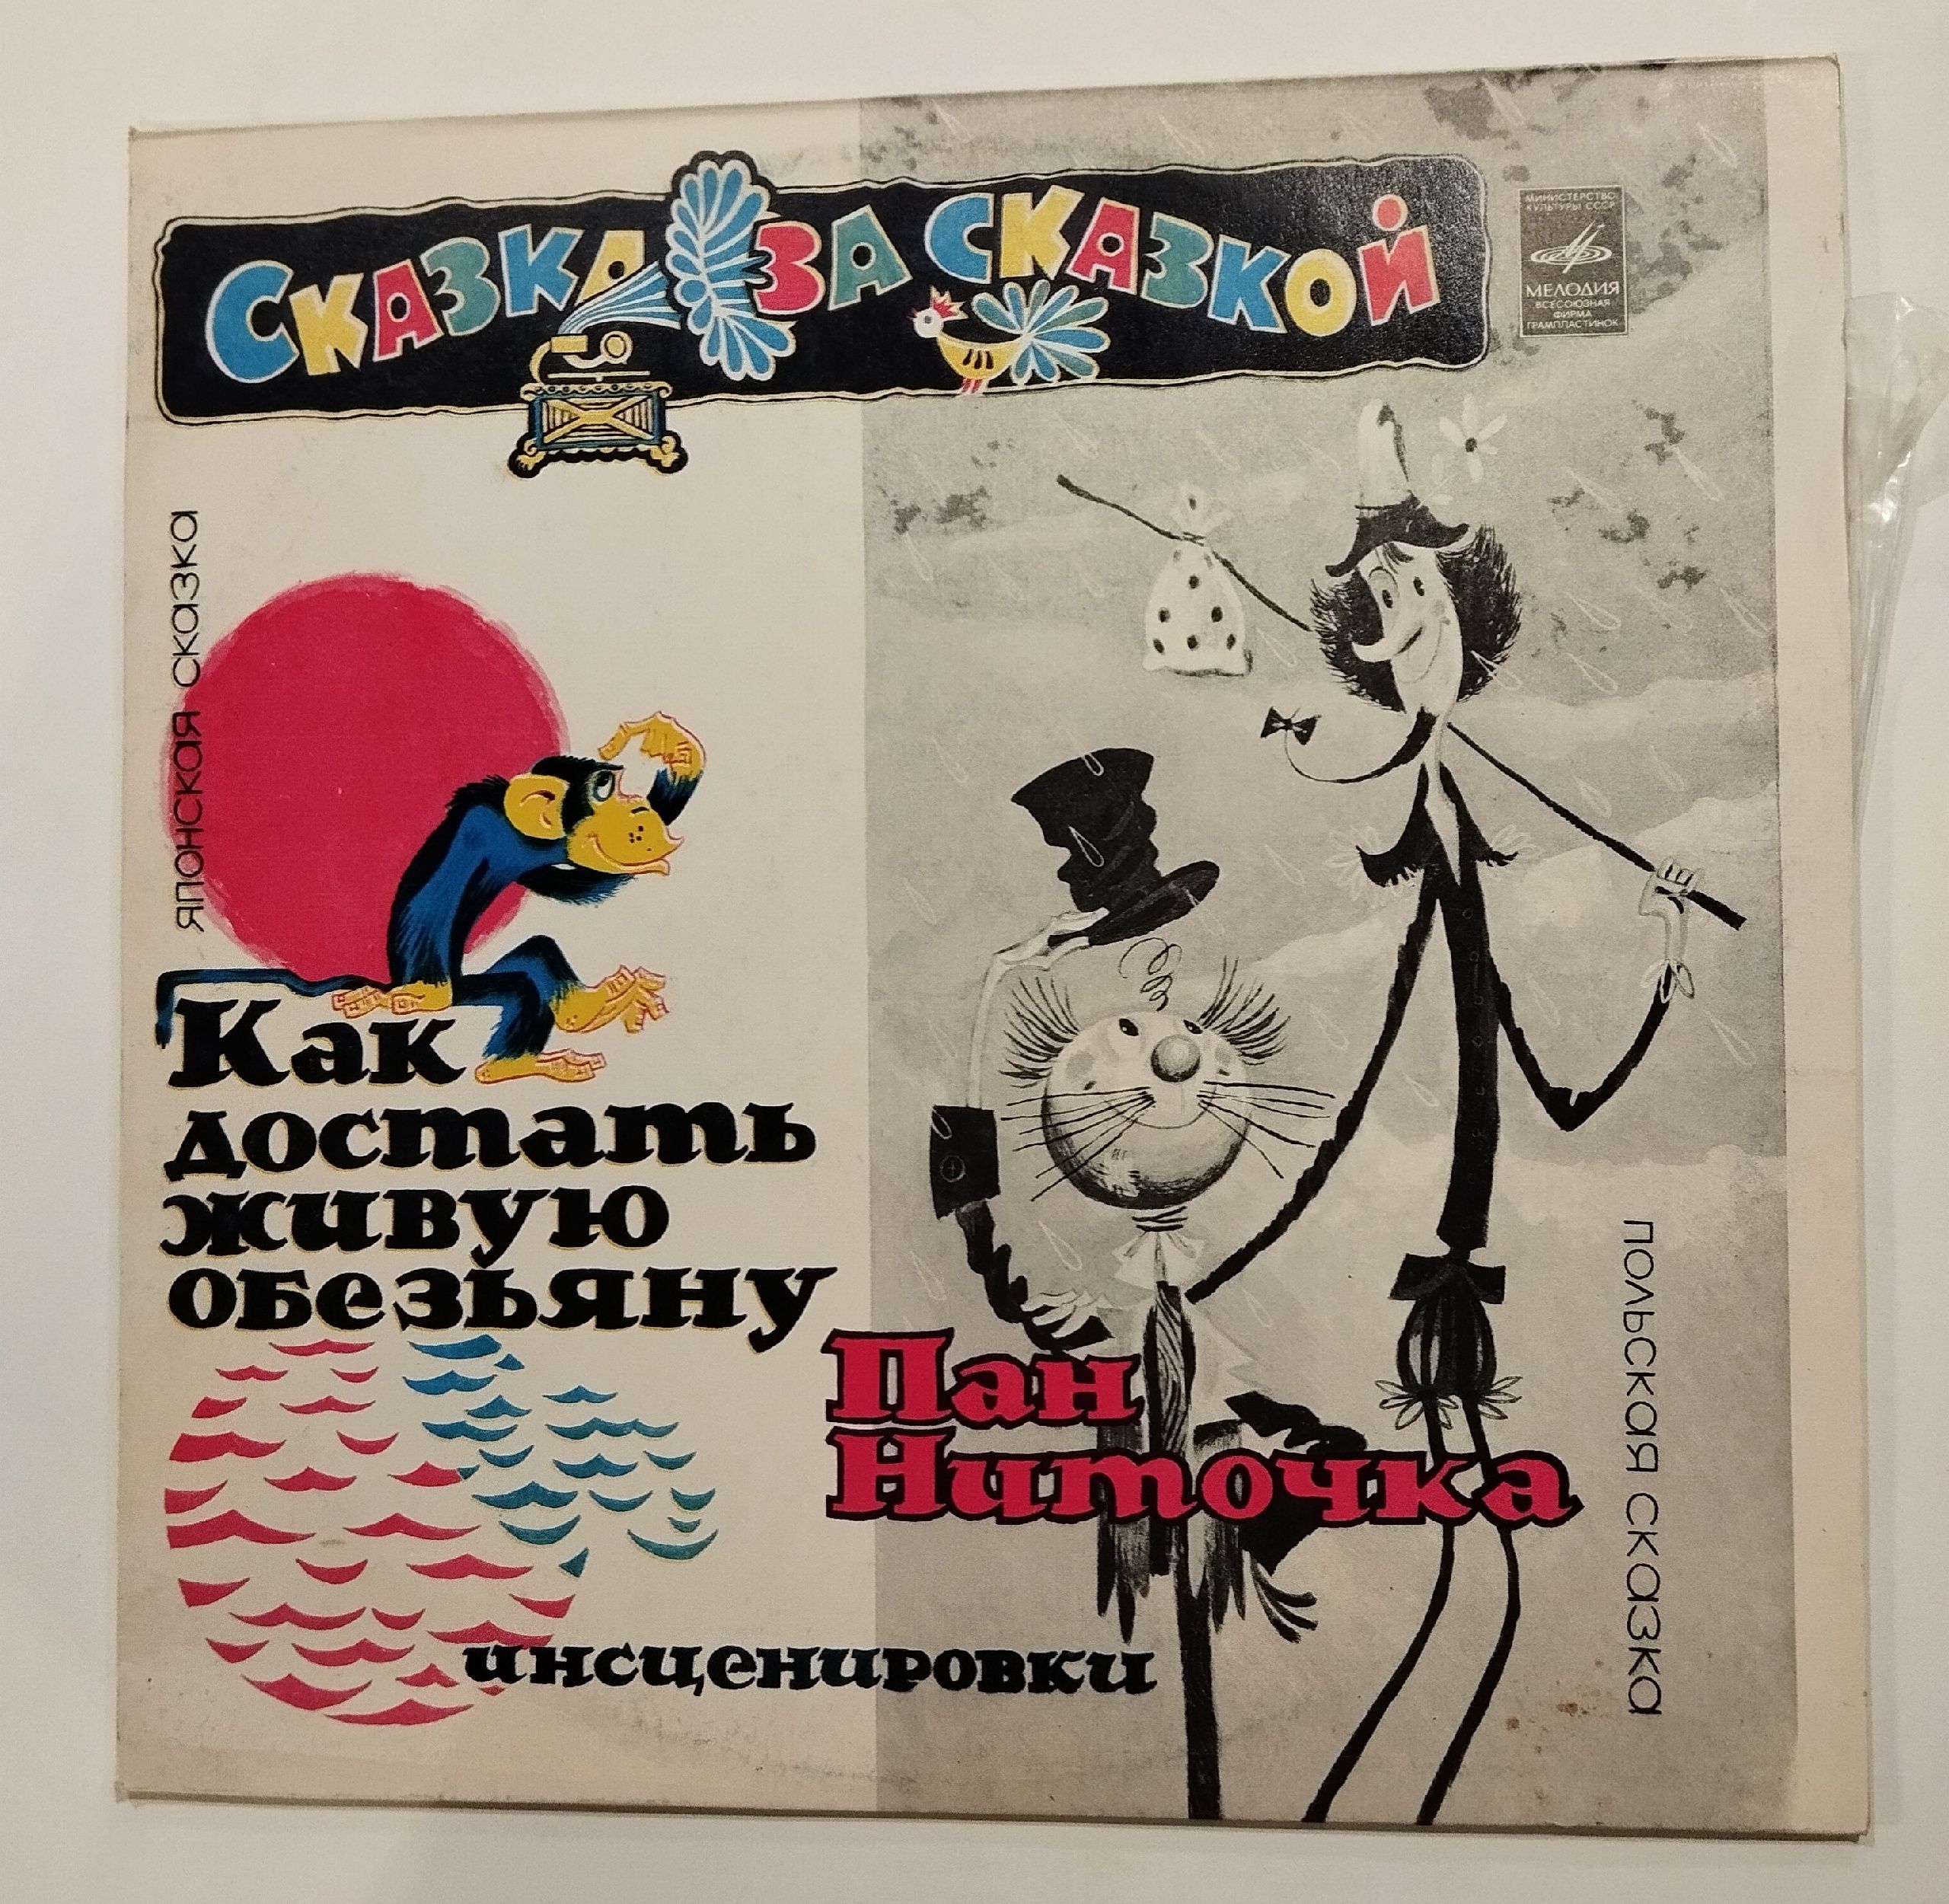 Сказка за сказкой
МИНИСТЕРСТВО
КУЛЬТУРЫ СССР
МЕЛОДИЯ
ВСЕСОЮЗНАЯ
ФИРМА
ГРАМПЛАСТИНОК
японская сказка
Как
достать
живую
обезьяну
Пан
Ниточка
польская сказка
инсценировки